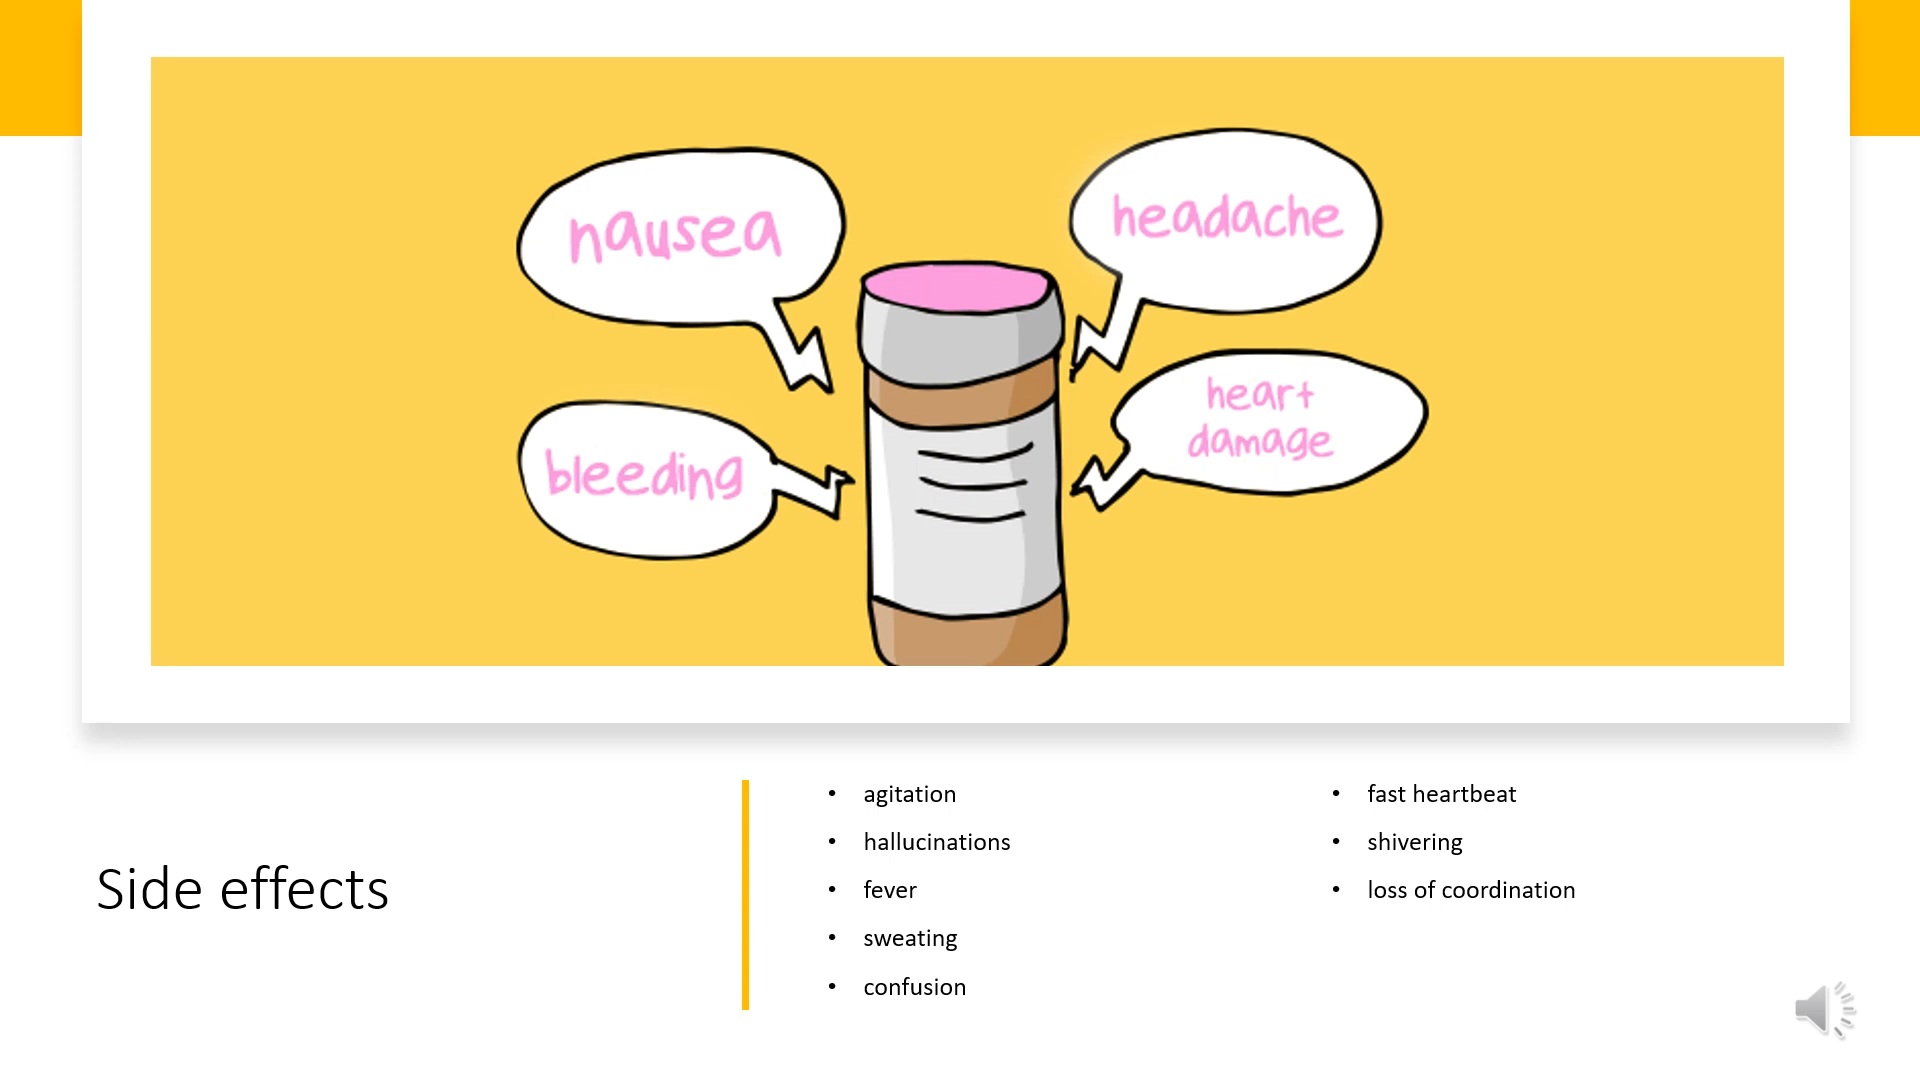 nausea
headache
bleeding
heart
damage
Side effects
• agitation
• hallucinations
• fever
• sweating
• confusion
• fast heartbeat
• shivering
• loss of coordination